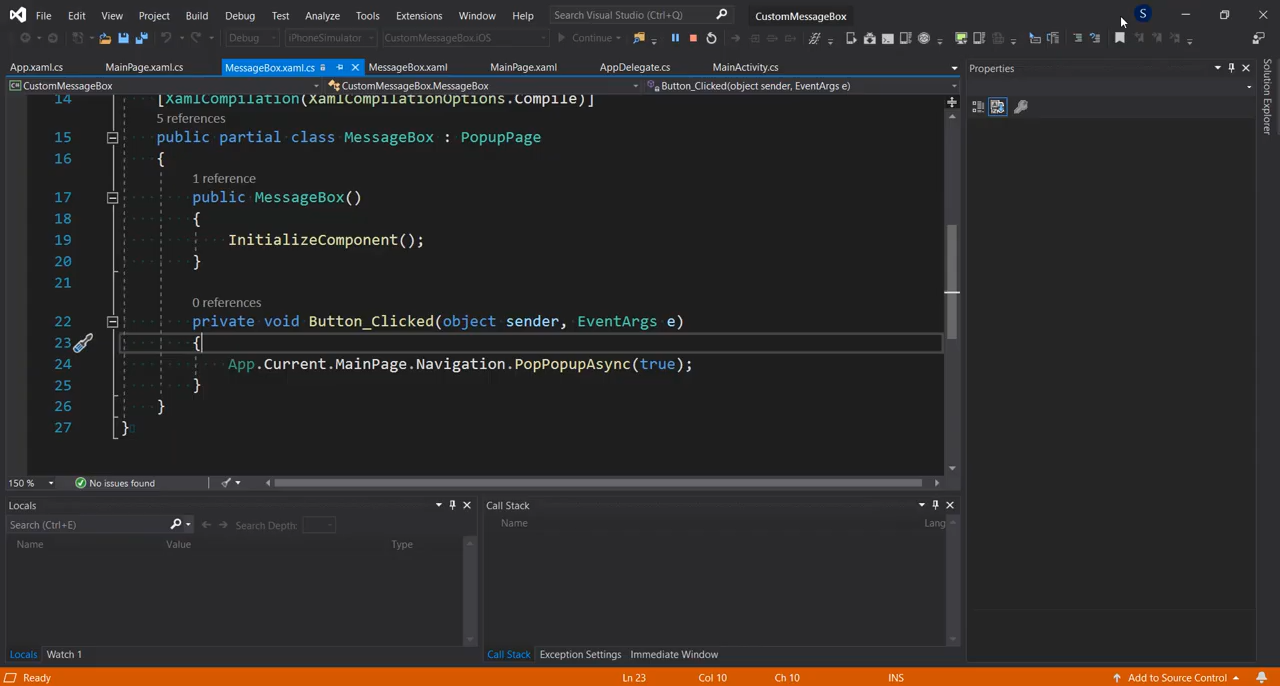 File Edit View Project Build Debug Test Analyze Tools Extensions Window Help Search Visual Studio (Ctrl+Q) CustomMessageBox S
Debug iPhoneSimulator CustomMessageBox.iOS Continue
App.xaml.cs MainPage.xaml.cs MessageBox.xaml.cs MessageBox.xaml MainPage.xaml AppDelegate.cs MainActivity.cs Properties
CustomMessageBox CustomMessageBox.MessageBox Button_Clicked(object sender, EventArgs e)
14 [XamlCompilation(XamlCompilationOptions.Compile)]
5 references
15 public partial class MessageBox : PopupPage
16 {
1 reference
17 public MessageBox()
18 {
19 InitializeComponent();
20 }
21
0 references
22 private void Button_Clicked(object sender, EventArgs e)
23 {
24 App.Current.MainPage.Navigation.PopPopupAsync(true);
25 }
26 }
27 }
150 % No issues found
Locals Call Stack
Search (Ctrl+E) Search Depth: Name Lang
Name Value Type
Locals Watch 1 Call Stack Exception Settings Immediate Window
Ready Ln 23 Col 10 Ch 10 INS Add to Source Control
Solution Explorer